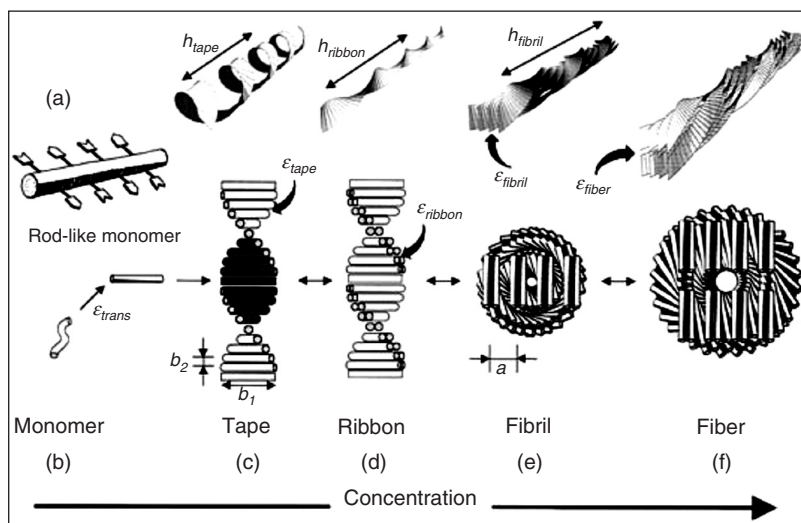 h_tape
h_ribbon
h_fibril
(a)
ε_tape
ε_fibril
ε_fiber
ε_ribbon
Rod-like monomer
ε_trans
b_2
b_1
a
Monomer
Tape
Ribbon
Fibril
Fiber
(b)
(c)
(d)
(e)
(f)
Concentration